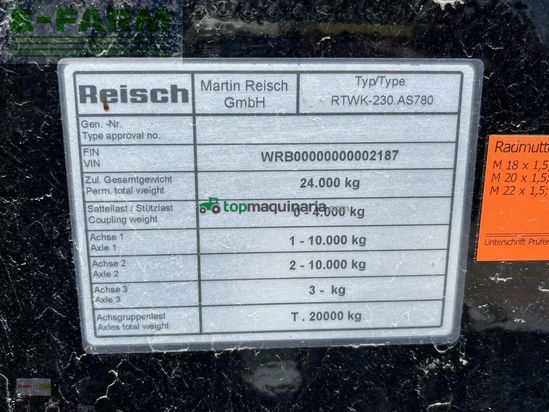 E-FARM
Reisch
Martin Reisch
GmbH
Typ/Type:
RTWK-230.AS780
Gen. -Nr.
Type approval no.
FIN
VIN
WRB00000000002187
Zul. Gesamtgewicht
Perm. total weight
24.000 kg
Sattellast / Stützlast
Coupling weight
0 - 4.000 kg
topmaquinaria.com
Achse 1
Axle 1
1 - 10.000 kg
Achse 2
Axle 2
2 - 10.000 kg
Achse 3
Axle 3
3 - kg
Achsgruppenlast
Axles total weight
T . 20000 kg
Radmutte
M 18 x 1,5
M 20 x 1,5;
M 22 x 1,5;
Unterschrift Prüfer